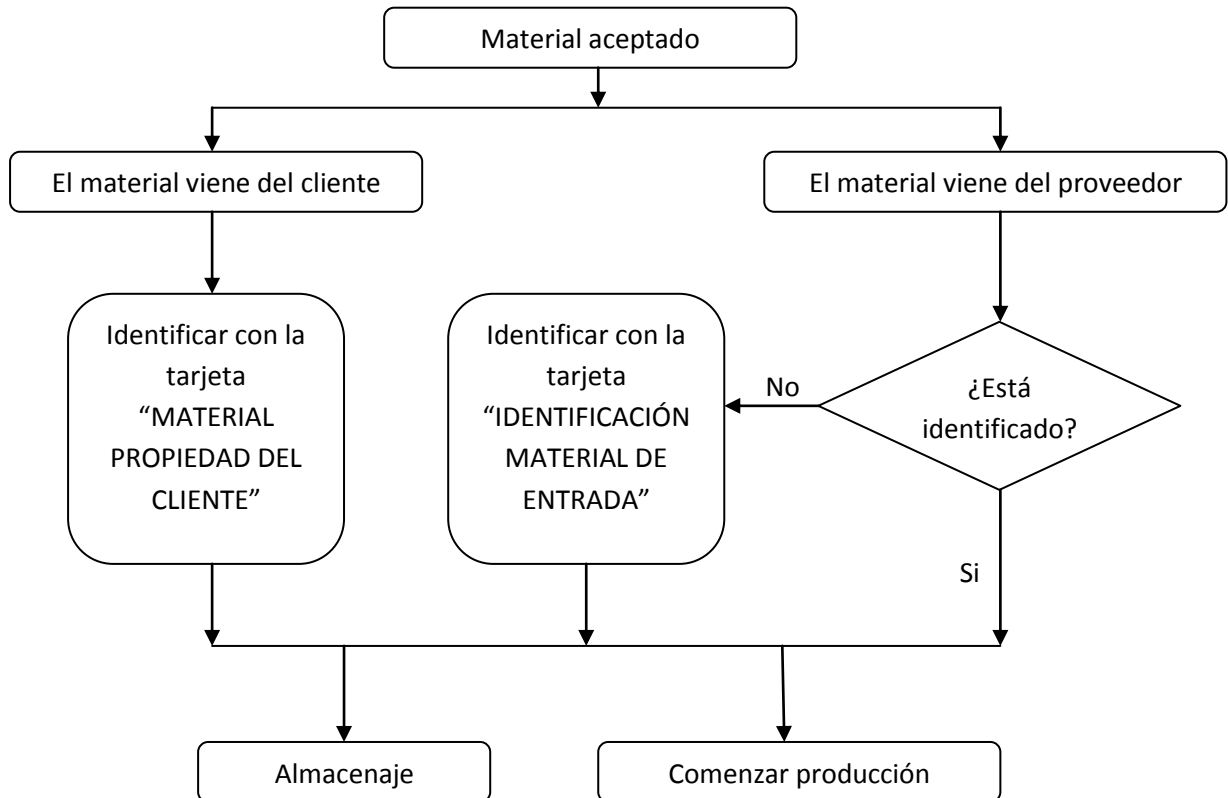 Material aceptado
El material viene del cliente
El material viene del proveedor
Identificar con la
tarjeta
“MATERIAL
PROPIEDAD DEL
CLIENTE”
Identificar con la
tarjeta
“IDENTIFICACIÓN
MATERIAL DE
ENTRADA”
No
¿Está
identificado?
Si
Almacenaje
Comenzar producción